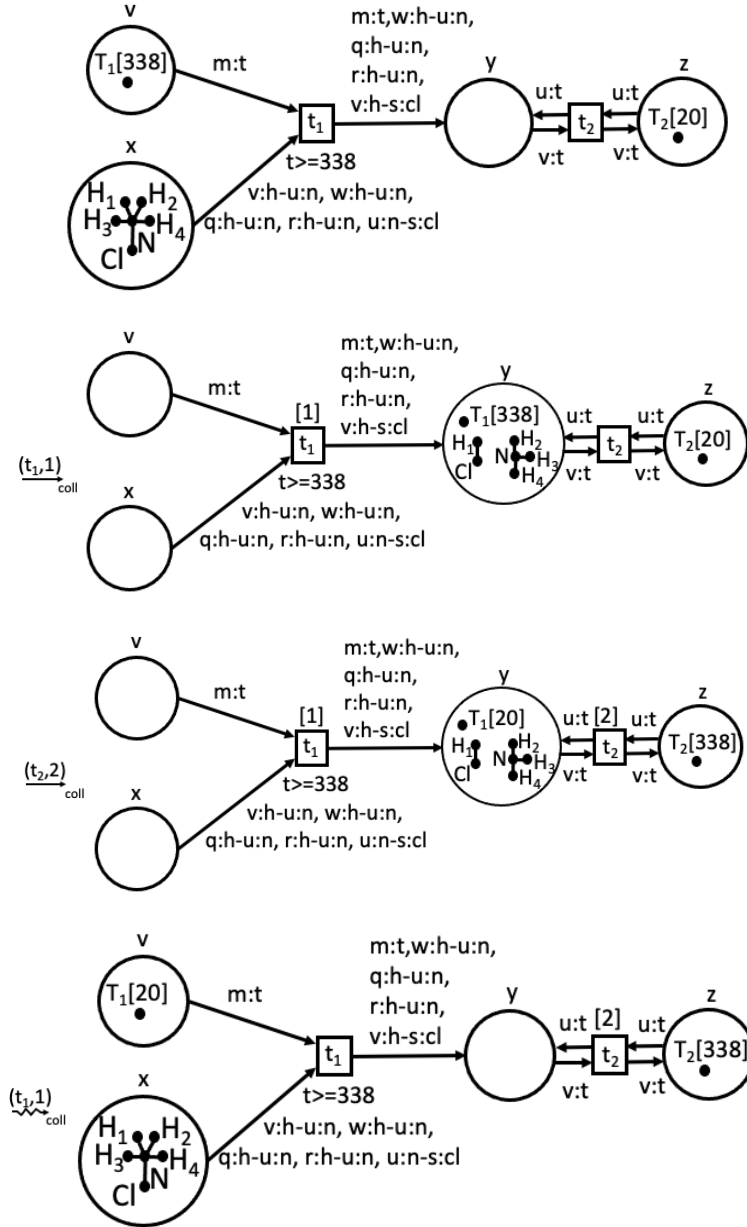 v
T₁[338]
m:t
m:t,w:h-u:n,
q:h-u:n,
r:h-u:n,
v:h-s:cl
y
z
u:t
u:t
t₁
t₂
T₂[20]
v:t
v:t
x
t>=338
v:h-u:n, w:h-u:n,
q:h-u:n, r:h-u:n, u:n-s:cl
H₁ H₂
H₃ H₄
N
Cl
v
m:t
m:t,w:h-u:n,
q:h-u:n,
r:h-u:n,
v:h-s:cl
y
z
[1]
t₁
T₁[338]
H₁ H₂
N H₃
Cl H₄
u:t
u:t
t₂
T₂[20]
v:t
v:t
(t₁,1)
coll
x
t>=338
v:h-u:n, w:h-u:n,
q:h-u:n, r:h-u:n, u:n-s:cl
v
m:t
m:t,w:h-u:n,
q:h-u:n,
r:h-u:n,
v:h-s:cl
y
z
[1]
t₁
T₁[20]
H₁ H₂
N H₃
Cl H₄
u:t [2] u:t
t₂
T₂[338]
v:t
v:t
(t₂,2)
coll
x
t>=338
v:h-u:n, w:h-u:n,
q:h-u:n, r:h-u:n, u:n-s:cl
v
T₁[20]
m:t
m:t,w:h-u:n,
q:h-u:n,
r:h-u:n,
v:h-s:cl
y
z
u:t [2] u:t
t₁
t₂
T₂[338]
v:t
v:t
(t₁,1)
coll
x
t>=338
v:h-u:n, w:h-u:n,
q:h-u:n, r:h-u:n, u:n-s:cl
H₁ H₂
H₃ H₄
N
Cl